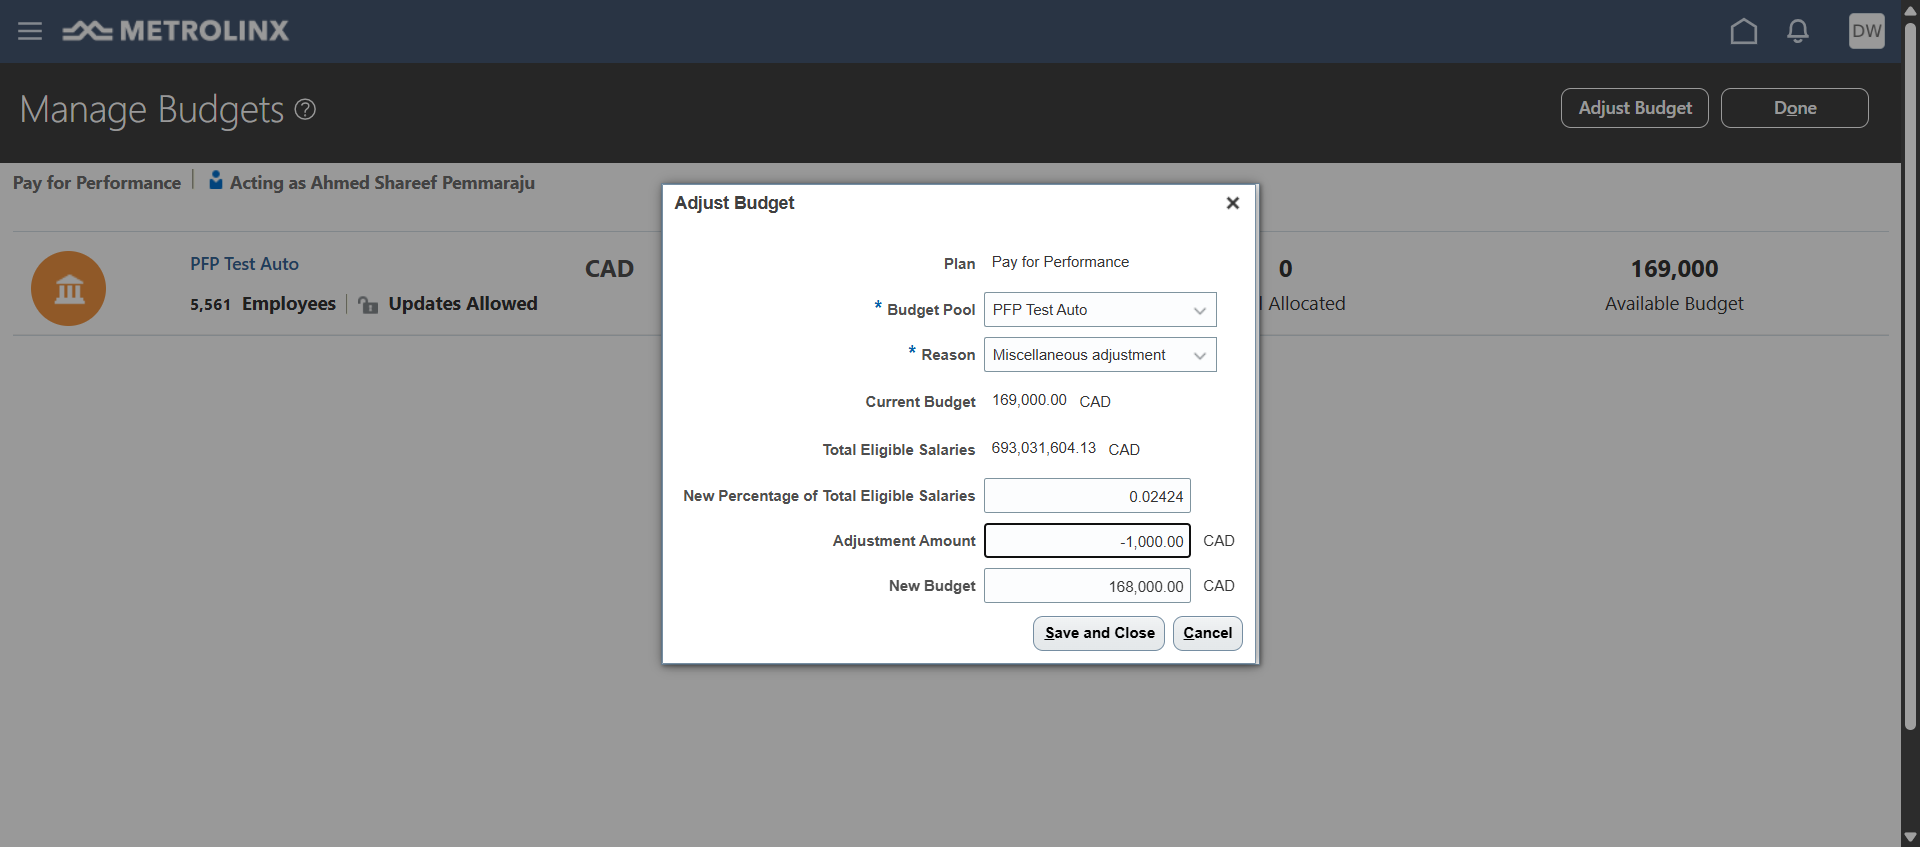 METROLINX
DW
Manage Budgets ?
Adjust Budget
Done
Pay for Performance
Acting as Ahmed Shareef Pemmaraju
PFP Test Auto
CAD
5,561 Employees
Updates Allowed
0
Allocated
169,000
Available Budget
Adjust Budget
Plan Pay for Performance
* Budget Pool PFP Test Auto
* Reason Miscellaneous adjustment
Current Budget 169,000.00 CAD
Total Eligible Salaries 693,031,604.13 CAD
New Percentage of Total Eligible Salaries 0.02424
Adjustment Amount -1,000.00 CAD
New Budget 168,000.00 CAD
Save and Close
Cancel